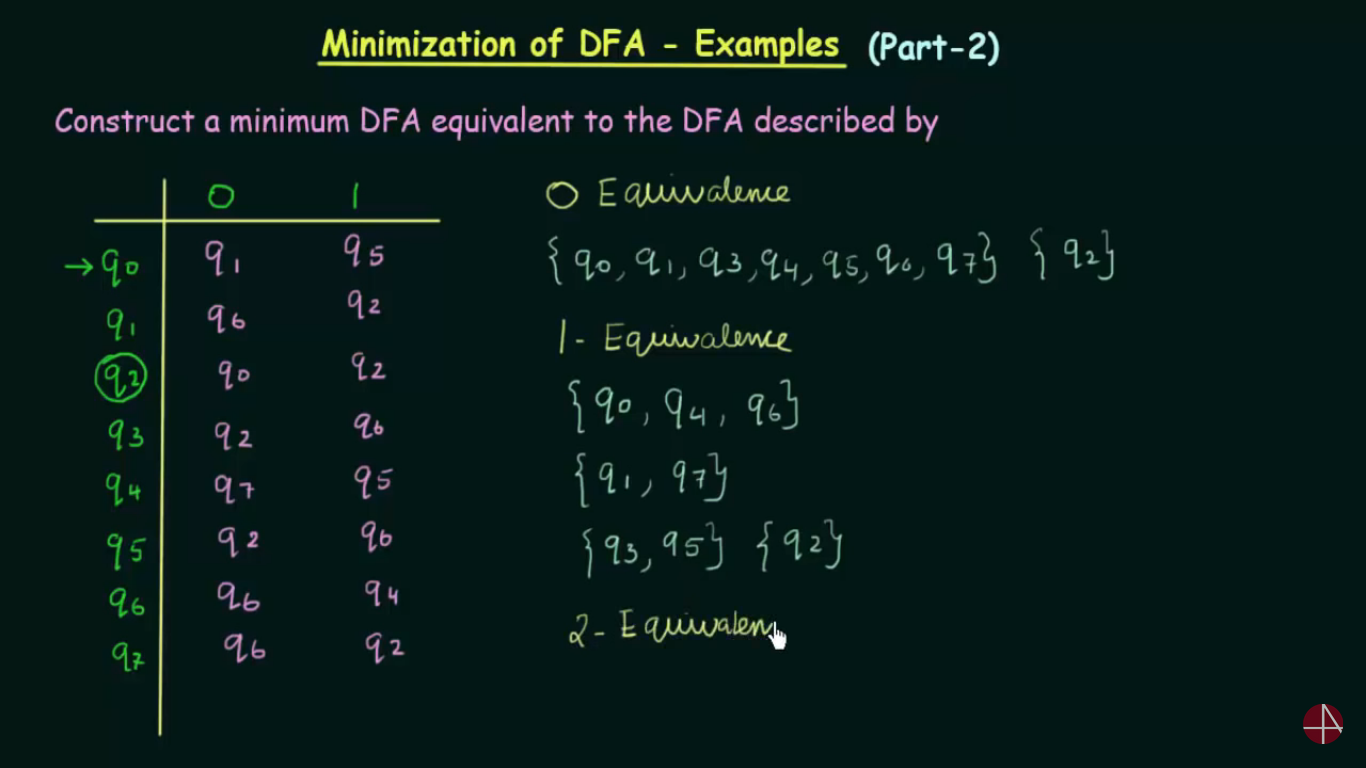 Minimization of DFA - Examples (Part-2)
Construct a minimum DFA equivalent to the DFA described by
0 1
→ q0 q1 q5
q1 q6 q2
q2 q0 q2
q3 q2 q6
q4 q7 q5
q5 q2 q6
q6 q6 q4
q7 q6 q2
0 Equivalence
{q0, q1, q3, q4, q5, q6, q7} {q2}
1- Equivalence
{q0, q4, q6}
{q1, q7}
{q3, q5} {q2}
2- Equivalen